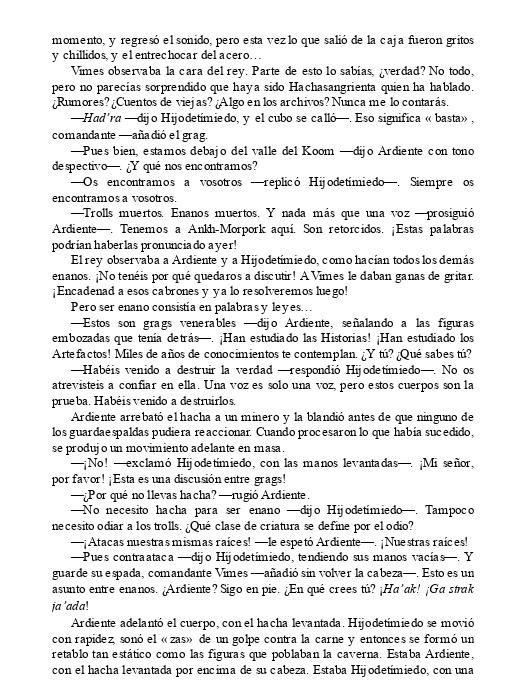 momento, y regresó el sonido, pero esta vez lo que salió de la caja fueron gritos
y chillidos, y el entrechocar del acero…
Vimes observaba la cara del rey. Parte de esto lo sabías, ¿verdad? No todo,
pero no parecías sorprendido que haya sido Hachasangrienta quien ha hablado.
¿Rumores? ¿Cuentos de viejas? ¿Algo en los archivos? Nunca me lo contarás.
—Had’ra —dijo Hijodetímiedo, y el cubo se calló—. Eso significa «basta»,
comandante —añadió el grag.
—Pues bien, estamos debajo del valle del Koom —dijo Ardiente con tono
despectivo—. ¿Y qué nos encontramos?
—Os encontramos a vosotros —replicó Hijodetímiedo—. Siempre os
encontramos a vosotros.
—Trolls muertos. Enanos muertos. Y nada más que una voz —prosiguió
Ardiente—. Tenemos a Ankh-Morpork aquí. Son retorcidos. ¡Estas palabras
podrían haberlas pronunciado ayer!
El rey observaba a Ardiente y a Hijodetímiedo, como hacían todos los demás
enanos. ¡No tenéis por qué quedaros a discutir! A Vimes le daban ganas de gritar.
¡Encadenad a esos cabrones y ya lo resolveremos luego!
Pero ser enano consistía en palabras y leyes…
—Estos son grags venerables —dijo Ardiente, señalando a las figuras
embozadas que tenía detrás—. ¡Han estudiado las Historias! ¡Han estudiado los
Artefactos! Miles de años de conocimientos te contemplan. ¿Y tú? ¿Qué sabes tú?
—Habéis venido a destruir la verdad —respondió Hijodetímiedo—. No os
atrevisteis a confiar en ella. Una voz es solo una voz, pero estos cuerpos son la
prueba. Habéis venido a destruirlos.
Ardiente arrebató el hacha a un minero y la blandió antes de que ninguno de
los guardaespaldas pudiera reaccionar. Cuando procesaron lo que había sucedido,
se produjo un movimiento adelante en masa.
—¡No! —exclamó Hijodetímiedo, con las manos levantadas—. ¡Mi señor,
por favor! ¡Esta es una discusión entre grags!
—¿Por qué no llevas hacha? —rugió Ardiente.
—No necesito hacha para ser enano —dijo Hijodetímiedo—. Tampoco
necesito odiar a los trolls. ¿Qué clase de criatura se define por el odio?
—¡Atacas nuestras mismas raíces! —le espetó Ardiente—. ¡Nuestras raíces!
—Pues contraataca —dijo Hijodetímiedo, tendiendo sus manos vacías—. Y
guarde su espada, comandante Vimes —añadió sin volver la cabeza—. Esto es un
asunto entre enanos. ¿Ardiente? Sigo en pie. ¿En qué crees tú? ¡Ha’ak! ¡Ga strak
ja’ada!
Ardiente adelantó el cuerpo, con el hacha levantada. Hijodetímiedo se movió
con rapidez, sonó el «zas» de un golpe contra la carne y entonces se formó un
retablo tan estático como las figuras que poblaban la caverna. Estaba Ardiente,
con el hacha levantada por encima de su cabeza. Estaba Hijodetímiedo, con una